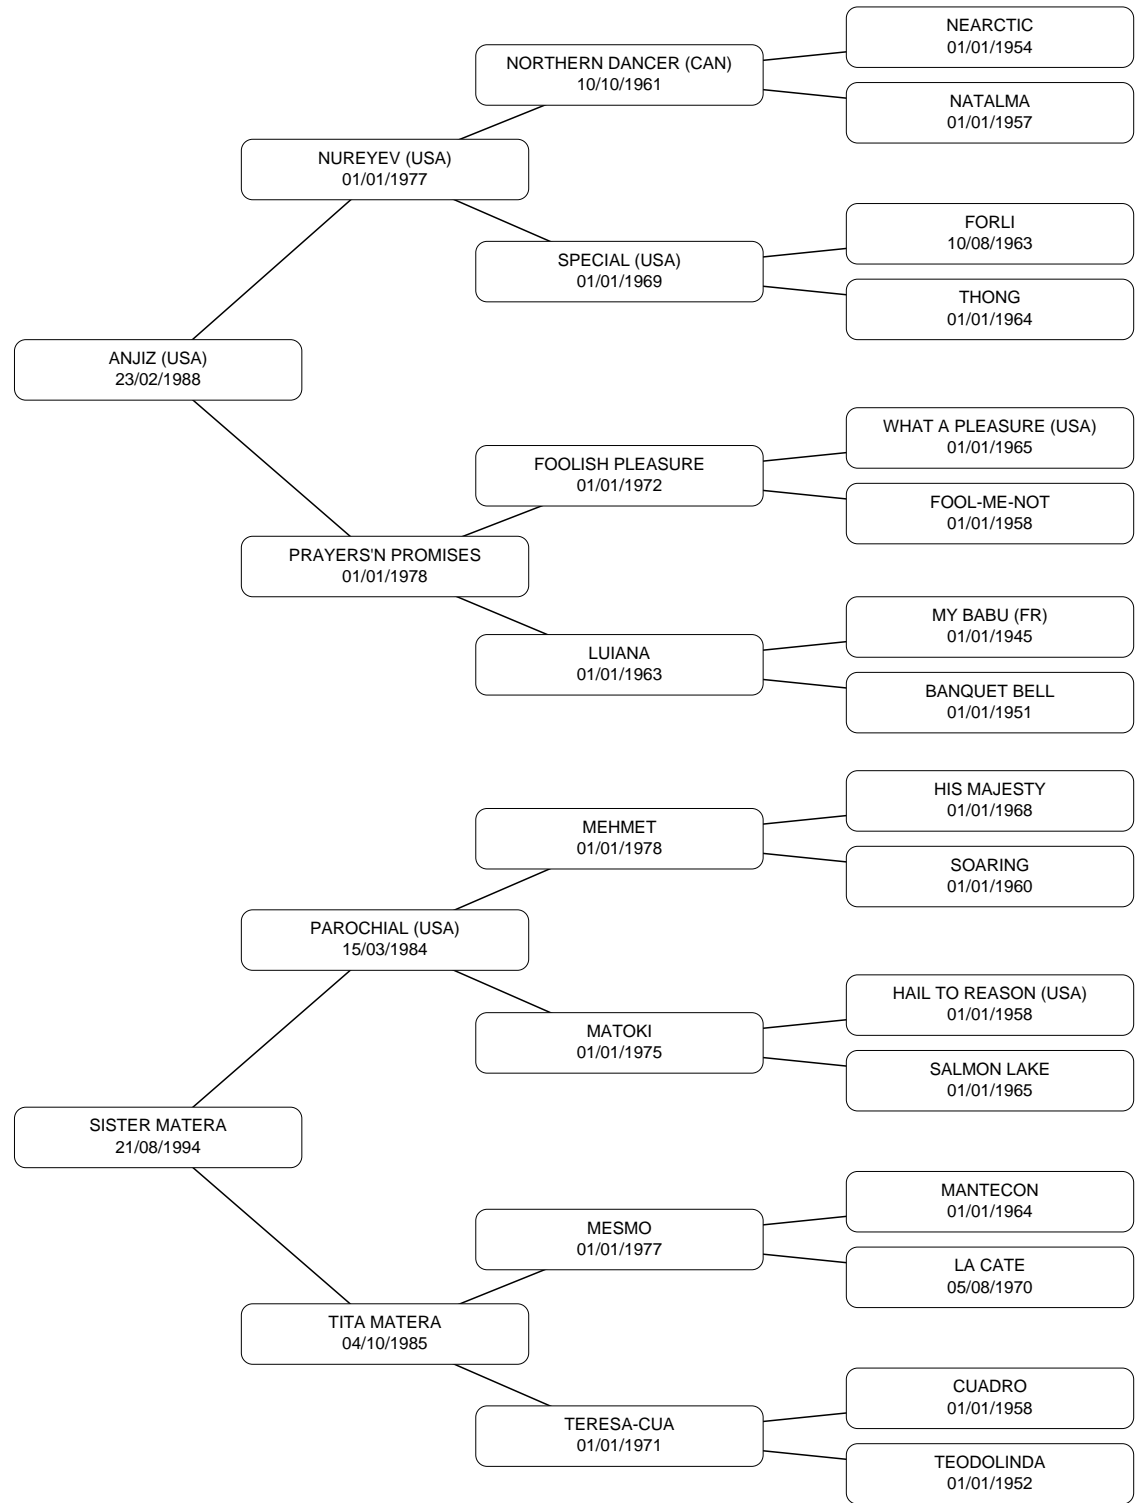 NEARCTIC
01/01/1954
NORTHERN DANCER (CAN)
10/10/1961
NATALMA
01/01/1957
NUREYEV (USA)
01/01/1977
FORLI
10/08/1963
SPECIAL (USA)
01/01/1969
THONG
01/01/1964
ANJIZ (USA)
23/02/1988
WHAT A PLEASURE (USA)
01/01/1965
FOOLISH PLEASURE
01/01/1972
FOOL-ME-NOT
01/01/1958
PRAYERS'N PROMISES
01/01/1978
MY BABU (FR)
01/01/1945
LUIANA
01/01/1963
BANQUET BELL
01/01/1951
HIS MAJESTY
01/01/1968
MEHMET
01/01/1978
SOARING
01/01/1960
PAROCHIAL (USA)
15/03/1984
HAIL TO REASON (USA)
01/01/1958
MATOKI
01/01/1975
SALMON LAKE
01/01/1965
SISTER MATERA
21/08/1994
MANTECON
01/01/1964
MESMO
01/01/1977
LA CATE
05/08/1970
TITA MATERA
04/10/1985
CUADRO
01/01/1958
TERESA-CUA
01/01/1971
TEODOLINDA
01/01/1952